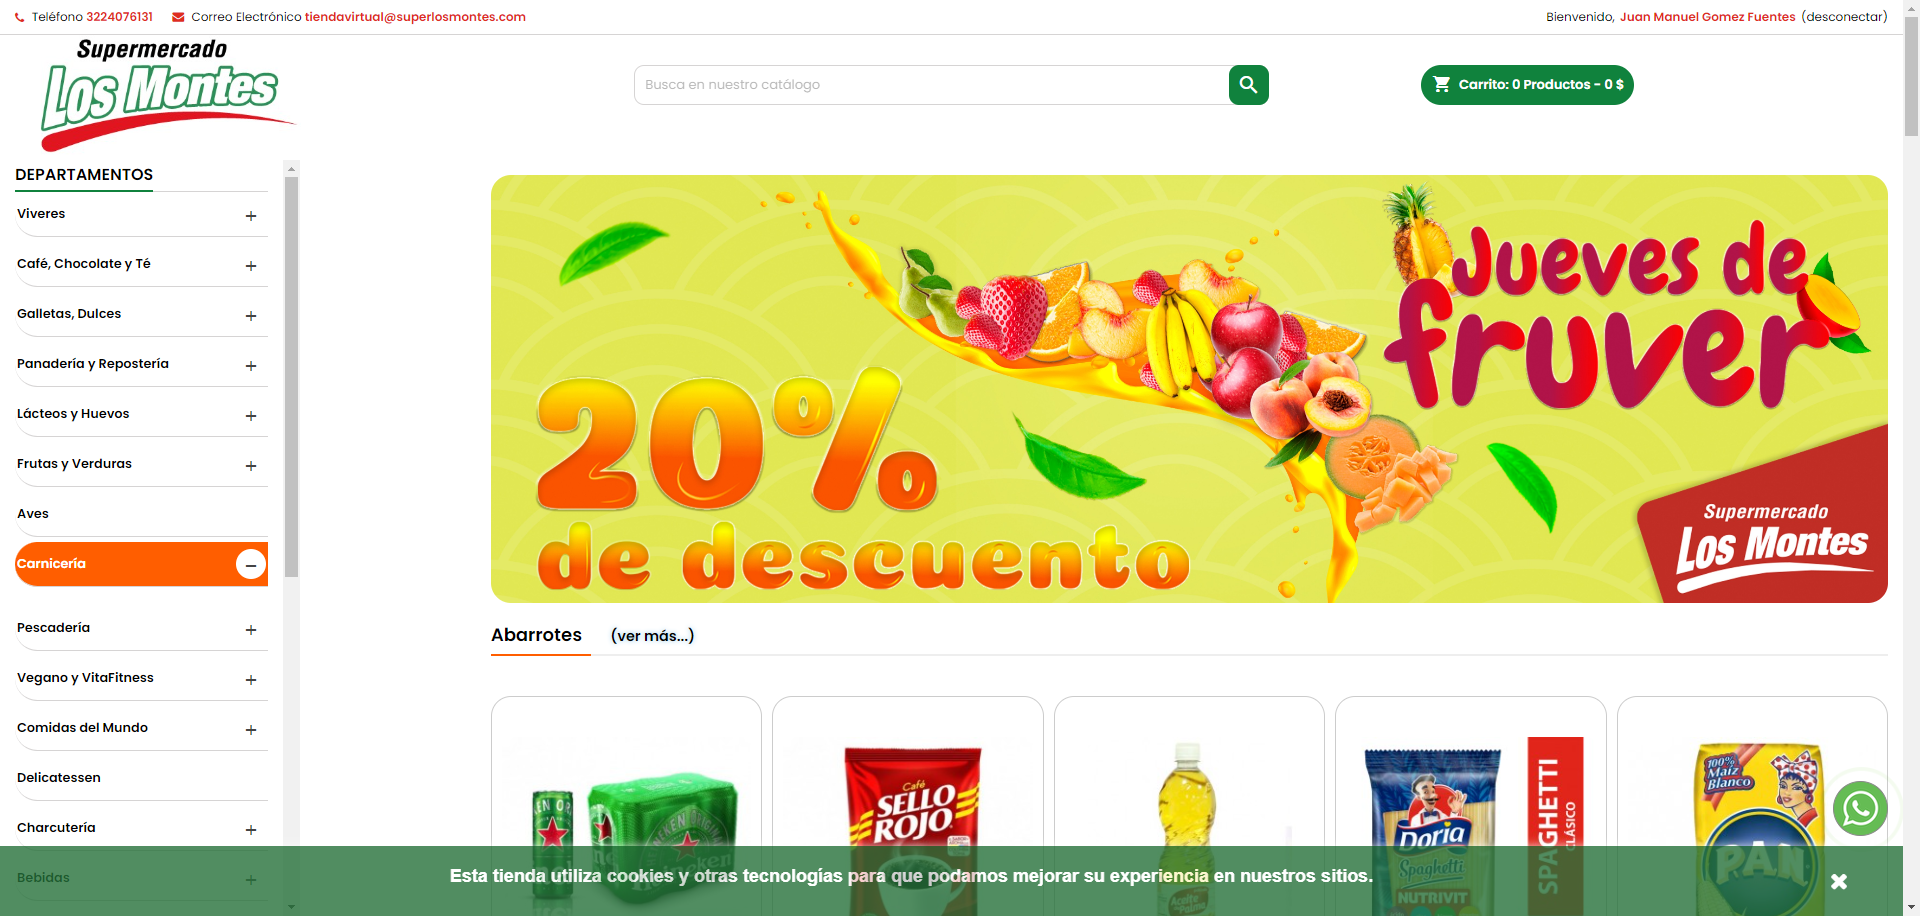 Teléfono 3224076131 Correo Electrónico tiendavirtual@superlosmontes.com
Bienvenido, Juan Manuel Gomez Fuentes (desconectar)
Supermercado
Los Montes
Busca en nuestro catálogo
Carrito: 0 Productos - 0 $
DEPARTAMENTOS
Viveres
Café, Chocolate y Té
Galletas, Dulces
Panadería y Repostería
Lácteos y Huevos
Frutas y Verduras
Aves
Carnicería
Pescadería
Vegano y VitaFitness
Comidas del Mundo
Delicatessen
Charcutería
Bebidas
Jueves de
fruver
20%
de descuento
Supermercado
Los Montes
Abarrotes (ver más...)
Café
SELLO
ROJO
Doria
Spaghetti
NUTRIVIT
SPAGHETTI
CLÁSICO
100%
Maíz
Blanco
PAN
Esta tienda utiliza cookies y otras tecnologías para que podamos mejorar su experiencia en nuestros sitios.